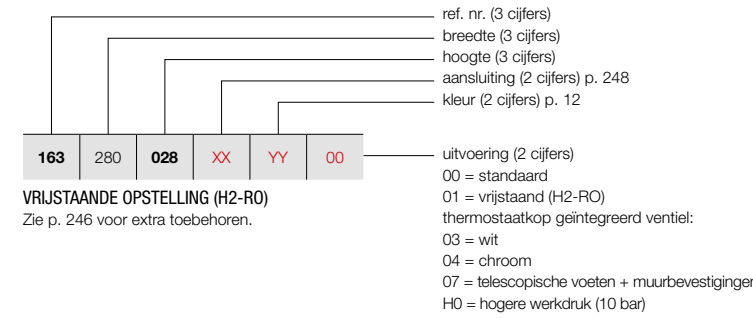 ref. nr. (3 cijfers)
breedte (3 cijfers)
hoogte (3 cijfers)
aansluiting (2 cijfers) p. 248
kleur (2 cijfers) p. 12
163 280 028 XX YY 00
uitvoering (2 cijfers)
00 = standaard
01 = vrijstaand (H2-RO)
thermostaatkop geïntegreerd ventiel:
03 = wit
04 = chroom
07 = telescopische voeten + muurbevestigingen
H0 = hogere werkdruk (10 bar)
VRIJSTAANDE OPSTELLING (H2-RO)
Zie p. 246 voor extra toebehoren.